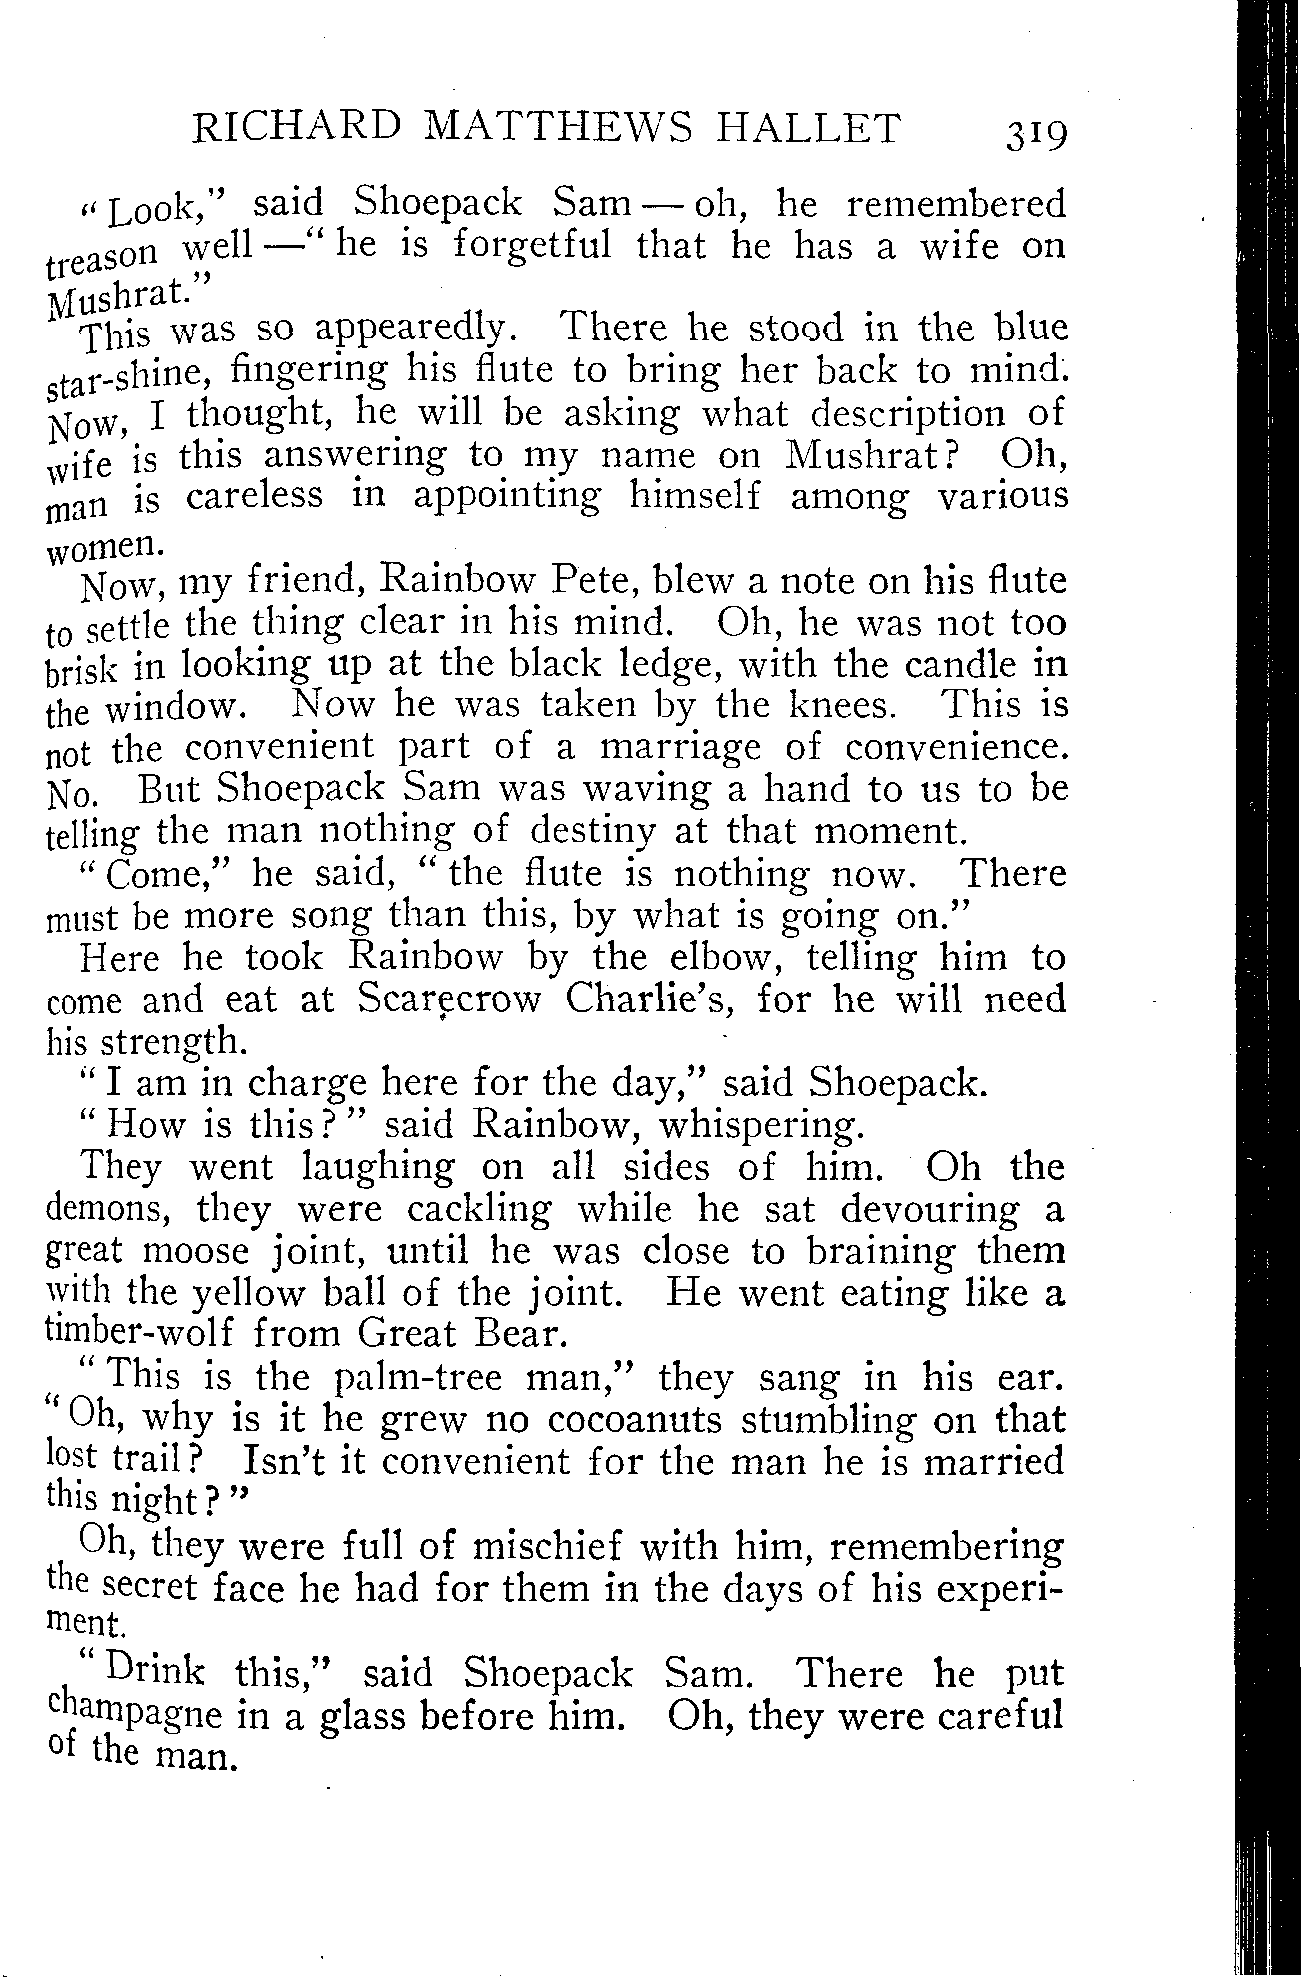 RICHARD MATTHEWS HALLET 319
“Look,” said Shoepack Sam — oh, he remembered
treason well —“ he is forgetful that he has a wife on
Mushrat.”
This was so appearedly. There he stood in the blue
star-shine, fingering his flute to bring her back to mind.
Now, I thought, he will be asking what description of
wife is this answering to my name on Mushrat? Oh,
man is careless in appointing himself among various
women.
Now, my friend, Rainbow Pete, blew a note on his flute
to settle the thing clear in his mind. Oh, he was not too
brisk in looking up at the black ledge, with the candle in
the window. Now he was taken by the knees. This is
not the convenient part of a marriage of convenience.
No. But Shoepack Sam was waving a hand to us to be
telling the man nothing of destiny at that moment.
“ Come,” he said, “ the flute is nothing now. There
must be more song than this, by what is going on.”
Here he took Rainbow by the elbow, telling him to
come and eat at Scarecrow Charlie’s, for he will need
his strength.
“ I am in charge here for the day,” said Shoepack.
“ How is this? ” said Rainbow, whispering.
They went laughing on all sides of him. Oh the
demons, they were cackling while he sat devouring a
great moose joint, until he was close to braining them
with the yellow ball of the joint. He went eating like a
timber-wolf from Great Bear.
“ This is the palm-tree man,” they sang in his ear.
“ Oh, why is it he grew no cocoanuts stumbling on that
lost trail? Isn’t it convenient for the man he is married
this night? ”
Oh, they were full of mischief with him, remembering
the secret face he had for them in the days of his experi-
ment.
“ Drink this,” said Shoepack Sam. There he put
champagne in a glass before him. Oh, they were careful
of the man.